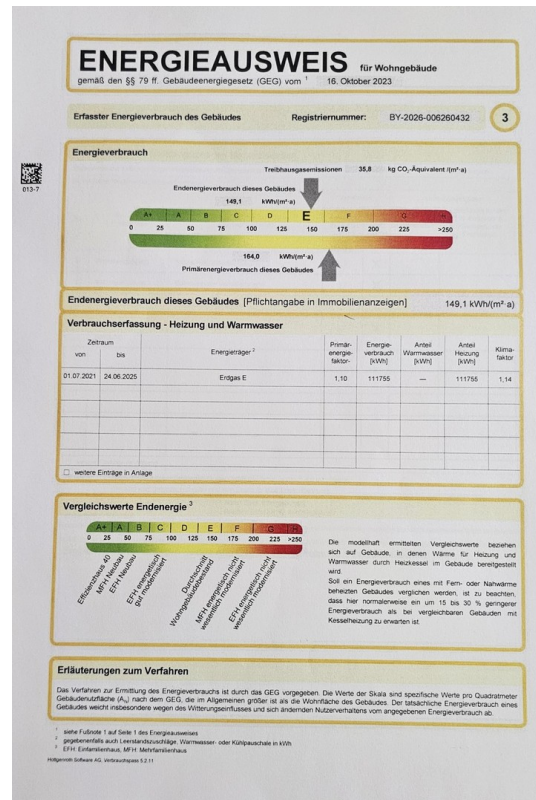 ENERGIEAUSWEIS für Wohngebäude
gemäß den §§ 79 ff. Gebäudeenergiegesetz (GEG) vom ¹ 16. Oktober 2023
Erfasster Energieverbrauch des Gebäudes Registriernummer: BY-2026-006260432 3
Energieverbrauch
013-7
Treibhausgasemissionen 35,8 kg CO₂-Äquivalent /(m²·a)
Endenergieverbrauch dieses Gebäudes
149,1 kWh/(m²·a)
A+ A B C D E F G H
0 25 50 75 100 125 150 175 200 225 >250
164,0 kWh/(m²·a)
Primärenergieverbrauch dieses Gebäudes
Endenergieverbrauch dieses Gebäudes [Pflichtangabe in Immobilienanzeigen] 149,1 kWh/(m²·a)
Verbrauchserfassung - Heizung und Warmwasser
Zeitraum
von bis
Energieträger ²
Primär-
energie-
faktor-
Energie-
verbrauch
[kWh]
Anteil
Warmwasser
[kWh]
Anteil
Heizung
[kWh]
Klima-
faktor
01.07.2021 24.06.2025 Erdgas E 1,10 111755 — 111755 1,14
weitere Einträge in Anlage
Vergleichswerte Endenergie ³
A+ A B C D E F G H
0 25 50 75 100 125 150 175 200 225 >250
Effizienzhaus 40
MFH Neubau
EFH Neubau
EFH energetisch
gut modernisiert
Durchschnitt
Wohngebäudebestand
MFH energetisch nicht
wesentlich modernisiert
EFH energetisch nicht
wesentlich modernisiert
Die modellhaft ermittelten Vergleichswerte beziehen
sich auf Gebäude, in denen Wärme für Heizung und
Warmwasser durch Heizkessel im Gebäude bereitgestellt
wird.
Soll ein Energieverbrauch eines mit Fern- oder Nahwärme
beheizten Gebäudes verglichen werden, ist zu beachten,
dass hier normalerweise ein um 15 bis 30 % geringerer
Energieverbrauch als bei vergleichbaren Gebäuden mit
Kesselheizung zu erwarten ist.
Erläuterungen zum Verfahren
Das Verfahren zur Ermittlung des Energieverbrauchs ist durch das GEG vorgegeben. Die Werte der Skala sind spezifische Werte pro Quadratmeter
Gebäudenutzfläche (Aₙ) nach dem GEG, die im Allgemeinen größer ist als die Wohnfläche des Gebäudes. Der tatsächliche Energieverbrauch eines
Gebäudes weicht insbesondere wegen des Witterungseinflusses und sich ändernden Nutzerverhaltens vom angegebenen Energieverbrauch ab.
¹ siehe Fußnote 1 auf Seite 1 des Energieausweises
² gegebenenfalls auch Leerstandszuschläge, Warmwasser- oder Kühlpauschale in kWh
³ EFH: Einfamilienhaus, MFH: Mehrfamilienhaus
Hottgenroth Software AG, Verbrauchspass 5.2.11